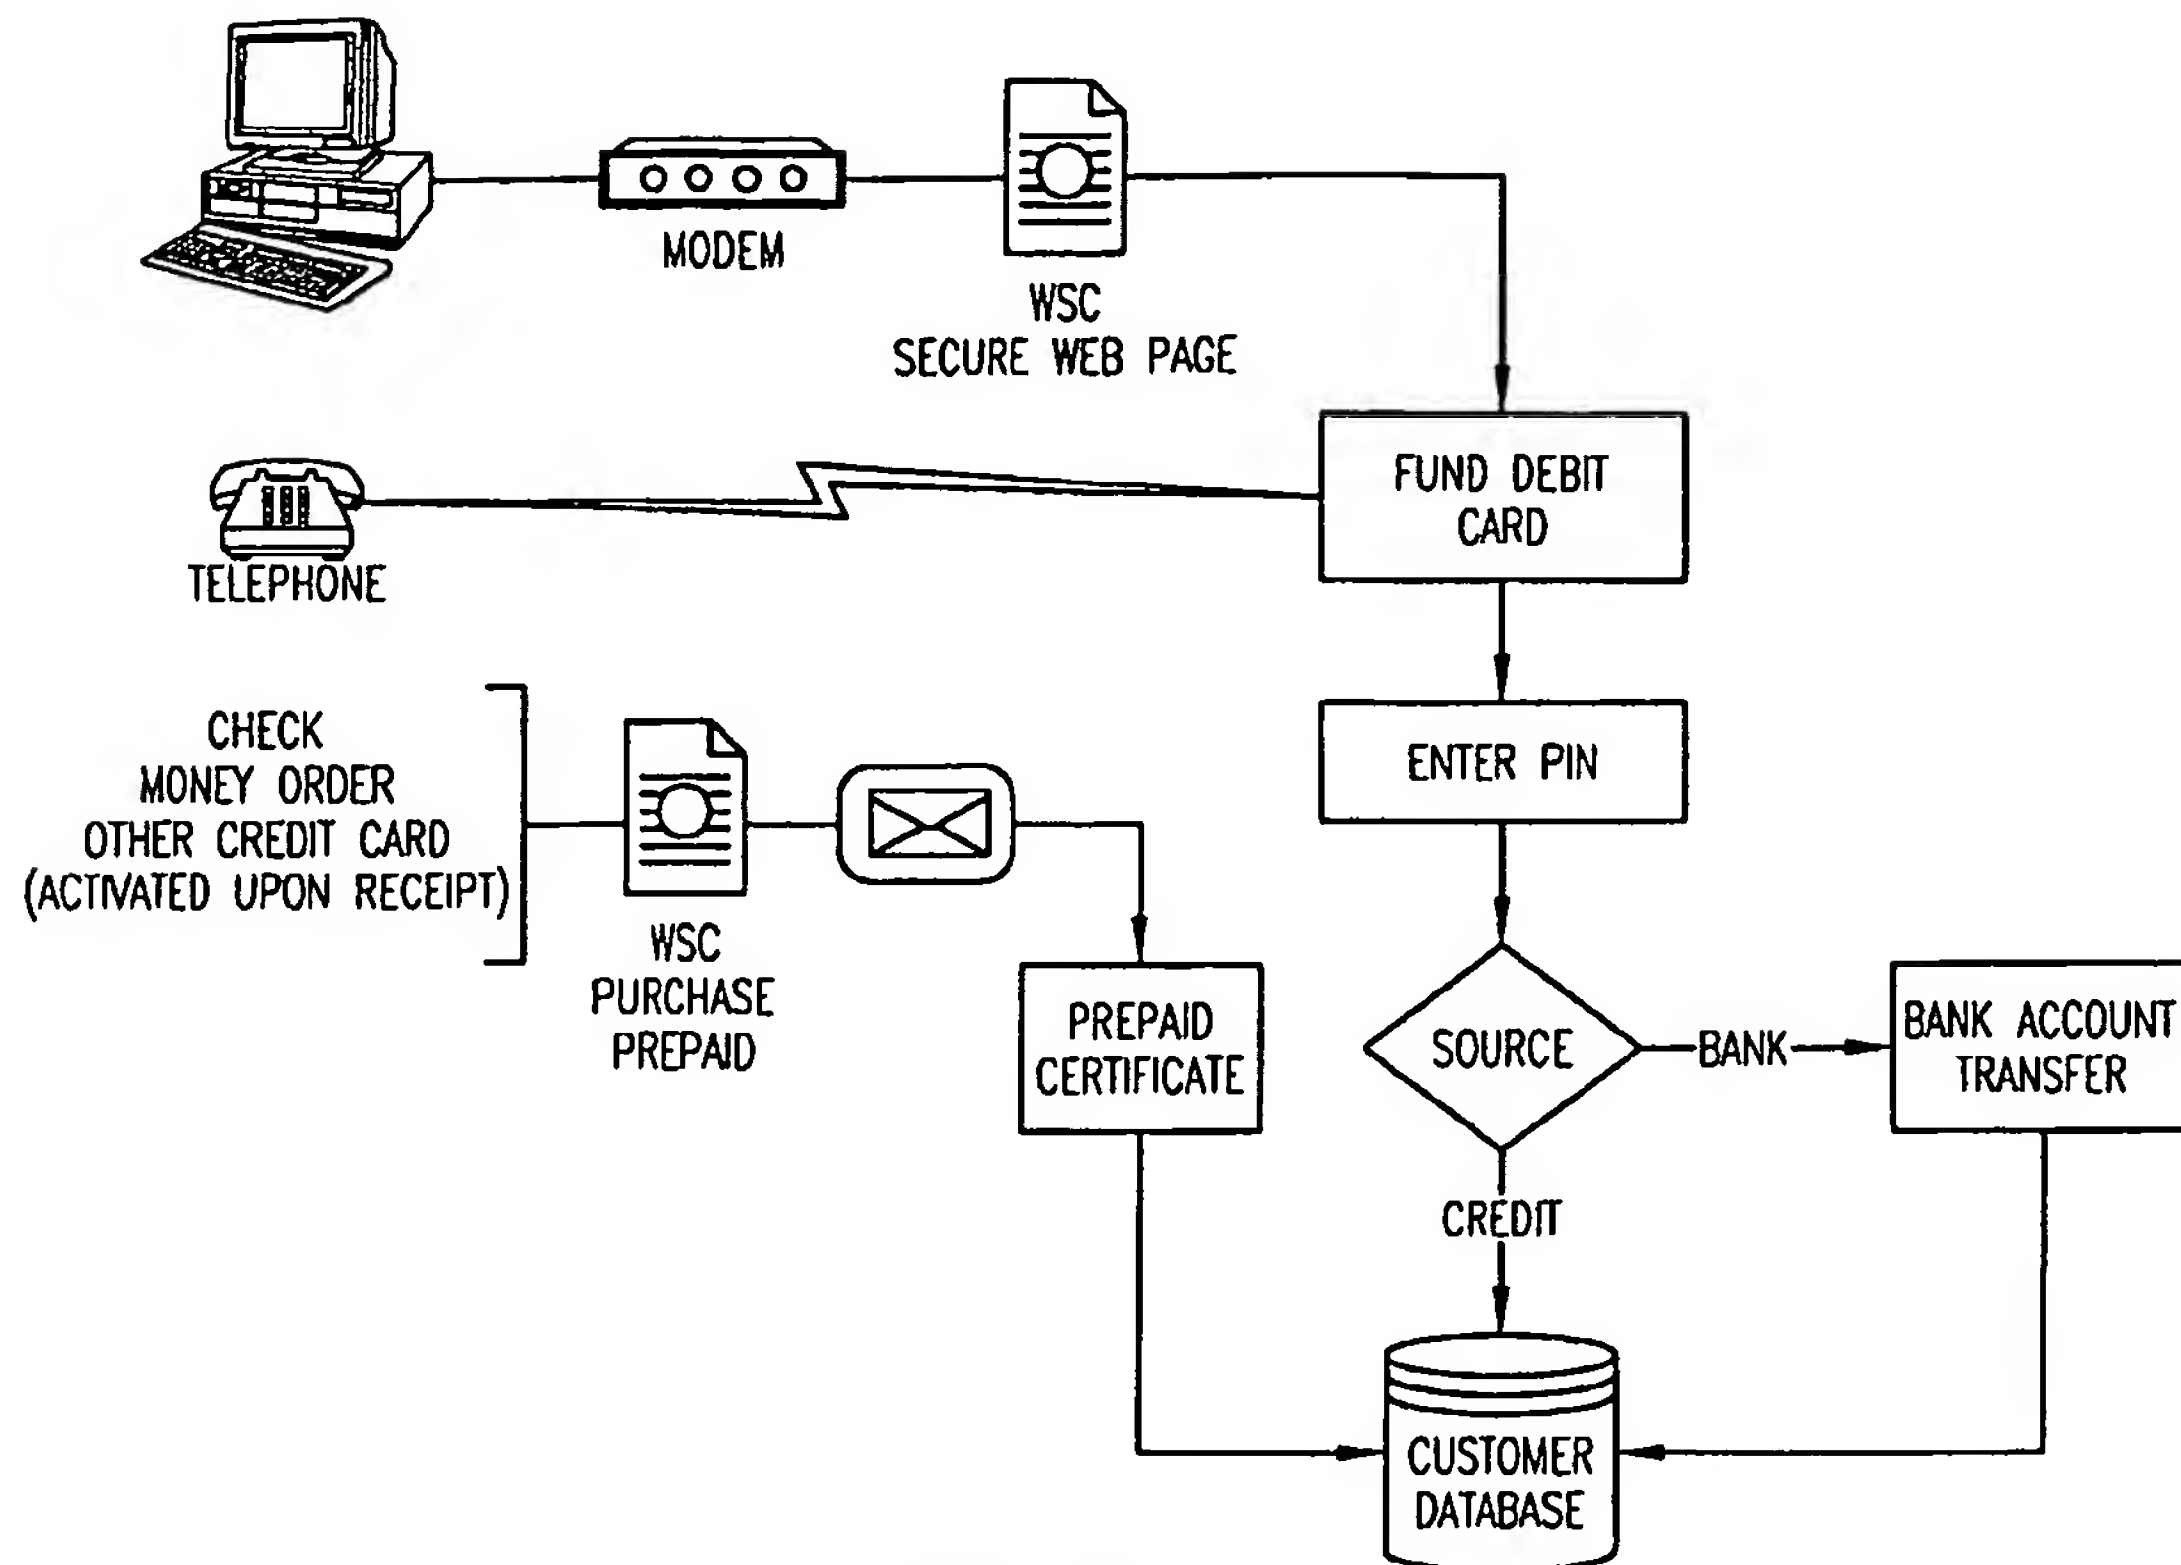 MODEM
WSC
SECURE WEB PAGE
TELEPHONE
FUND DEBIT
CARD
ENTER PIN
CHECK
MONEY ORDER
OTHER CREDIT CARD
(ACTIVATED UPON RECEIPT)
WSC
PURCHASE
PREPAID
PREPAID
CERTIFICATE
SOURCE
BANK
BANK ACCOUNT
TRANSFER
CREDIT
CUSTOMER
DATABASE